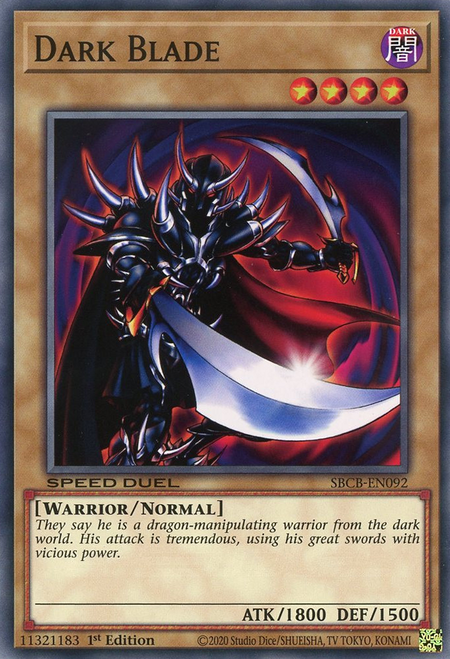 DARK BLADE
DARK
闇
SPEED DUEL
SBCB-EN092
[WARRIOR/NORMAL]
They say he is a dragon-manipulating warrior from the dark
world. His attack is tremendous, using his great swords with
vicious power.
ATK/1800 DEF/1500
11321183 1st Edition
©2020 Studio Dice/SHUEISHA, TV TOKYO, KONAMI